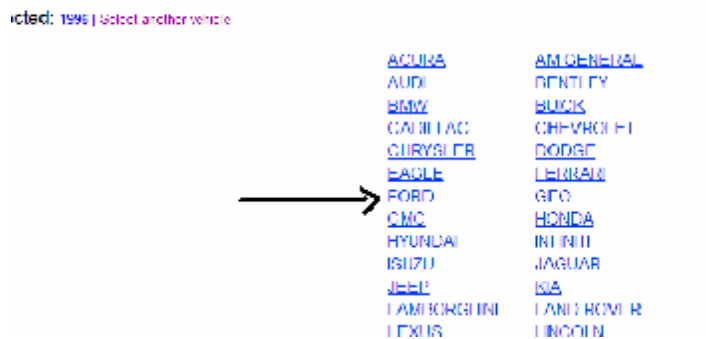 cted: 1996 | Select another vehicle
ACURA AM GENERAL
AUDI BENTLEY
BMW BUICK
CADILLAC CHEVROLET
CHRYSLER DODGE
EAGLE FERRARI
FORD GEO
GMC HONDA
HYUNDAI INFINITI
ISUZU JAGUAR
JEEP KIA
LAMBORGHINI LAND ROVER
LEXUS LINCOLN